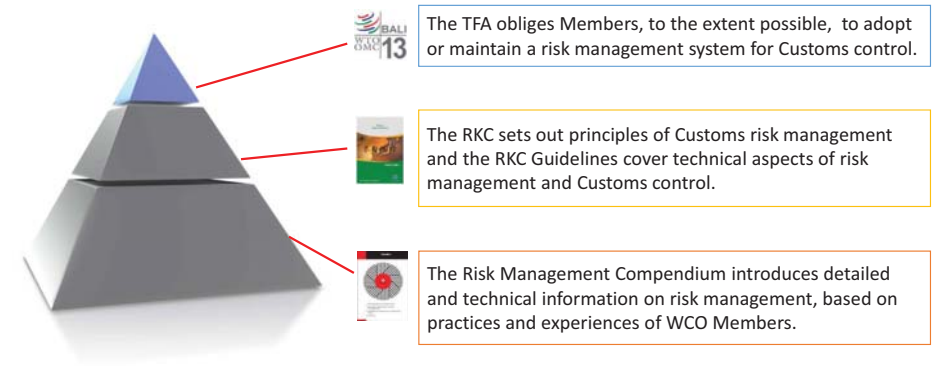 BALI
WTO
OMC 13
The TFA obliges Members, to the extent possible, to adopt
or maintain a risk management system for Customs control.
The RKC sets out principles of Customs risk management
and the RKC Guidelines cover technical aspects of risk
management and Customs control.
The Risk Management Compendium introduces detailed
and technical information on risk management, based on
practices and experiences of WCO Members.